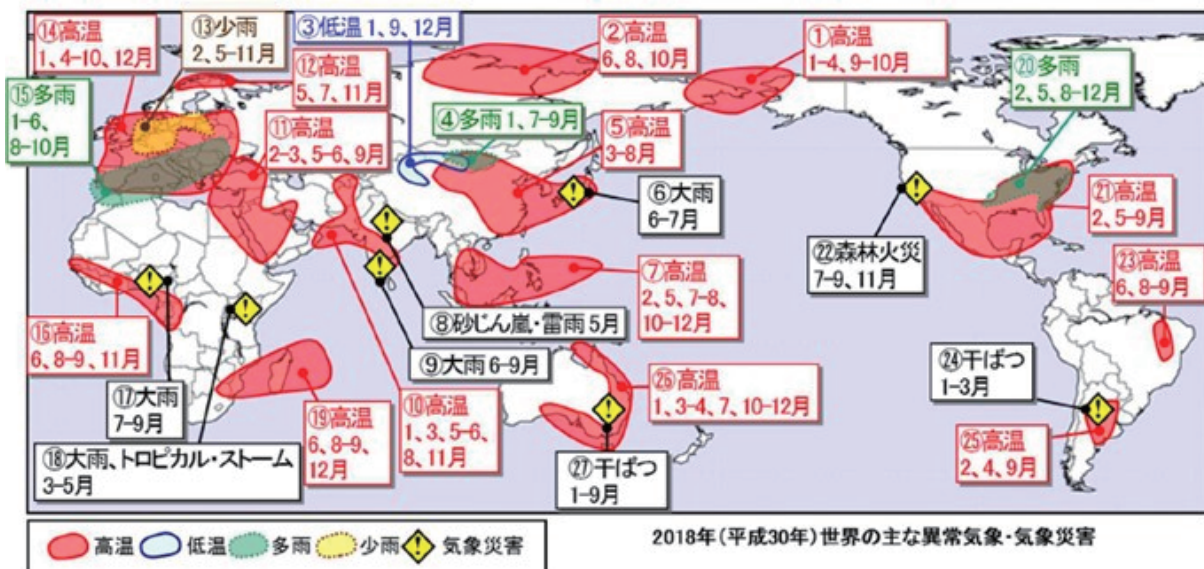 ⑭高温
1、4-10、12月
⑬少雨
2、5-11月
③低温 1、9、12月
②高温
6、8、10月
①高温
1-4、9-10月
⑳多雨
2、5、8-12月
⑫高温
5、7、11月
⑮多雨
1-6、
8-10月
⑪高温
2-3、5-6、9月
④多雨 1、7-9月
⑤高温
3-8月
⑥大雨
6-7月
㉑高温
2、5-9月
㉒森林火災
7-9、11月
㉓高温
6、8-9月
⑦高温
2、5、7-8、
10-12月
⑧砂じん嵐・雷雨 5月
⑨大雨 6-9月
⑯高温
6、8-9、11月
⑰大雨
7-9月
⑱大雨、トロピカル・ストーム
3-5月
⑲高温
6、8-9、
12月
⑩高温
1、3、5-6、
8、11月
㉖高温
1、3-4、7、10-12月
㉗干ばつ
1-9月
㉔干ばつ
1-3月
㉕高温
2、4、9月
高温 低温 多雨 少雨 気象災害
2018年(平成30年)世界の主な異常気象・気象災害